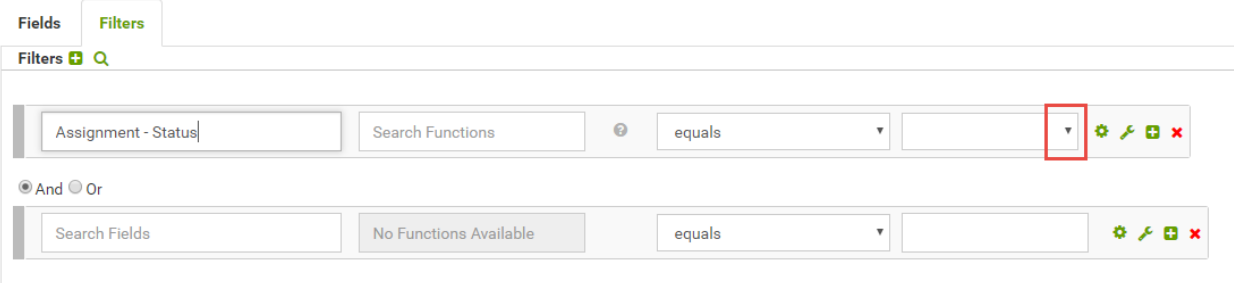 Fields Filters
Filters
Assignment - Status Search Functions equals
And Or
Search Fields No Functions Available equals